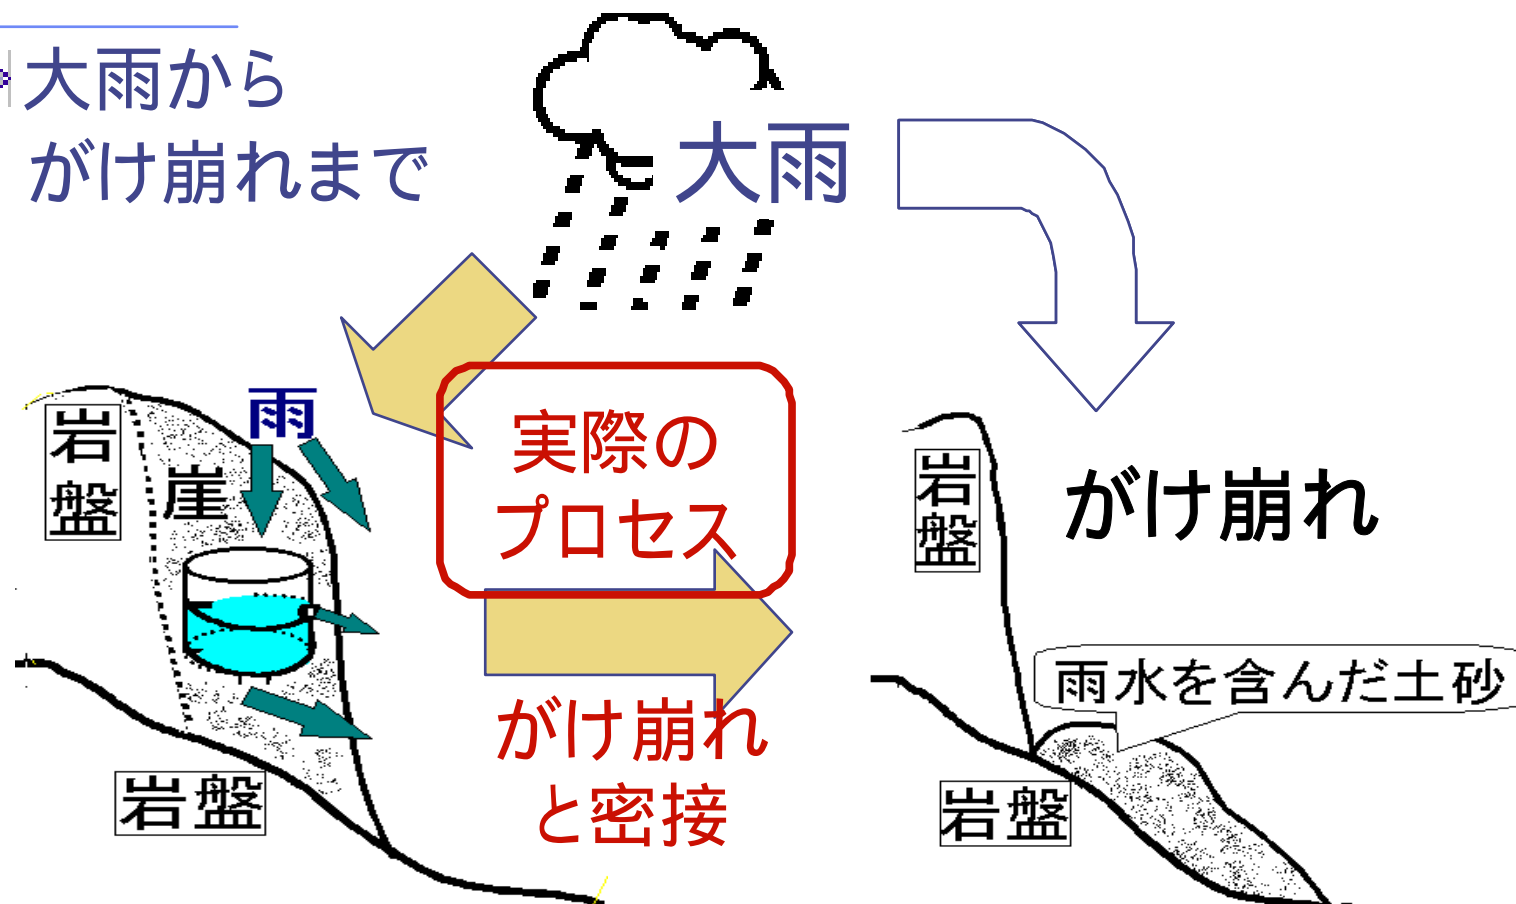 大雨から
がけ崩れまで
大雨
雨
岩
盤
崖
岩盤
実際の
プロセス
がけ崩れ
と密接
岩
盤
がけ崩れ
雨水を含んだ土砂
岩盤